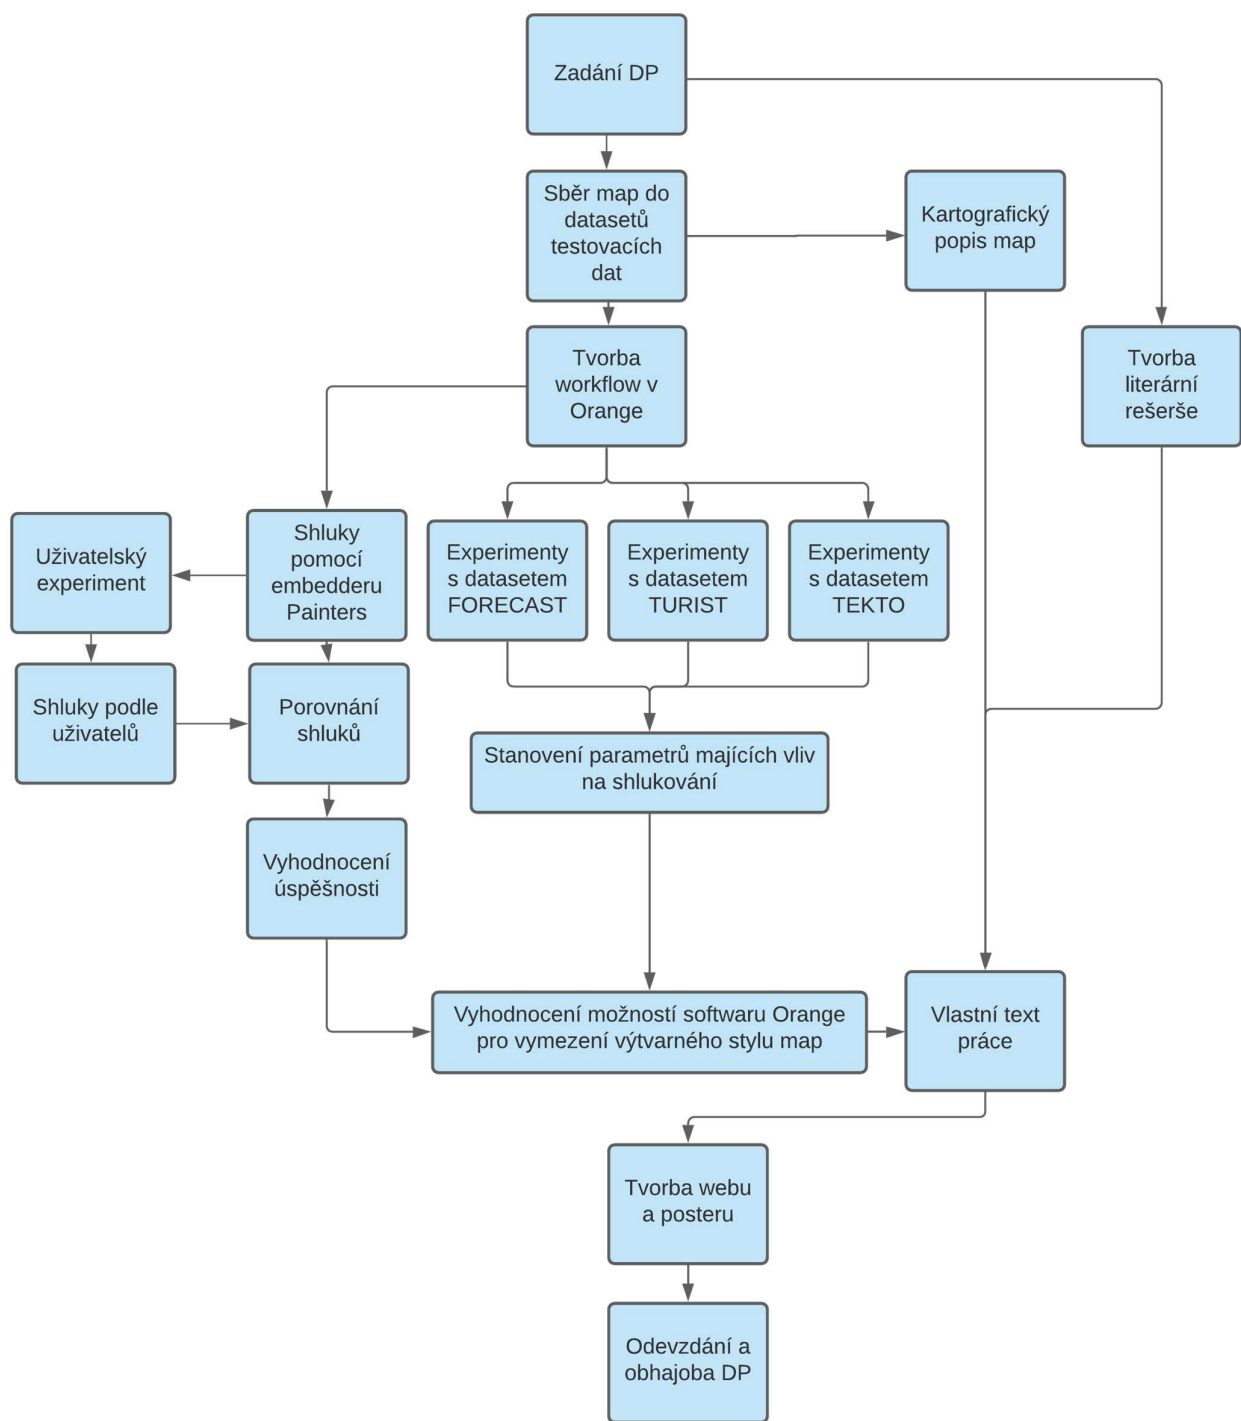 Zadání DP
Sběr map do
datasetů
testovacích
dat
Kartografický
popis map
Tvorba
workflow v
Orange
Tvorba
literární
rešerše
Uživatelský
experiment
Shluky
pomocí
embedderu
Painters
Experimenty
s datasetem
FORECAST
Experimenty
s datasetem
TURIST
Experimenty
s datasetem
TEKTO
Shluky podle
uživatelů
Porovnání
shluků
Stanovení parametrů majících vliv
na shlukování
Vyhodnocení
úspěšnosti
Vyhodnocení možností softwaru Orange
pro vymezení výtvarného stylu map
Vlastní text
práce
Tvorba webu
a posteru
Odevzdání a
obhajoba DP